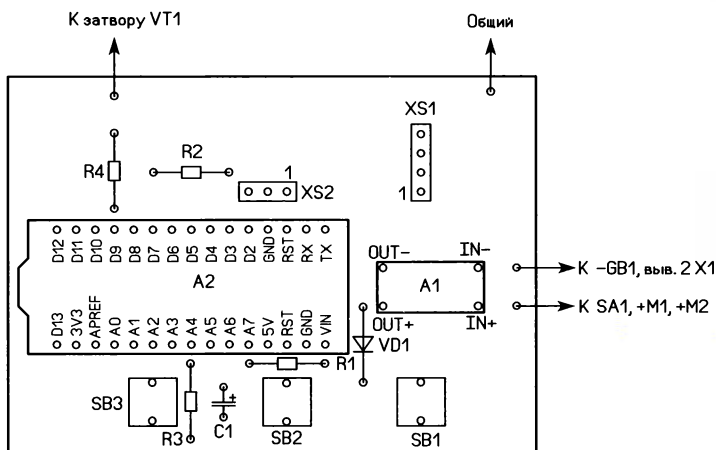 К затвору VT1
Общий
XS1
R2
R4
1
XS2
1
D12 D11 D10 D9 D8 D7 D6 D5 D4 D3 D2 GND RST RX TX
A2
D13 3V3 APREF A0 A1 A2 A3 A4 A5 A6 A7 5V RST GND VIN
OUT- IN-
A1
OUT+ IN+
К -GB1, выв. 2 X1
К SA1, +M1, +M2
VD1
R1
SB3
R3
C1
+
SB2
SB1